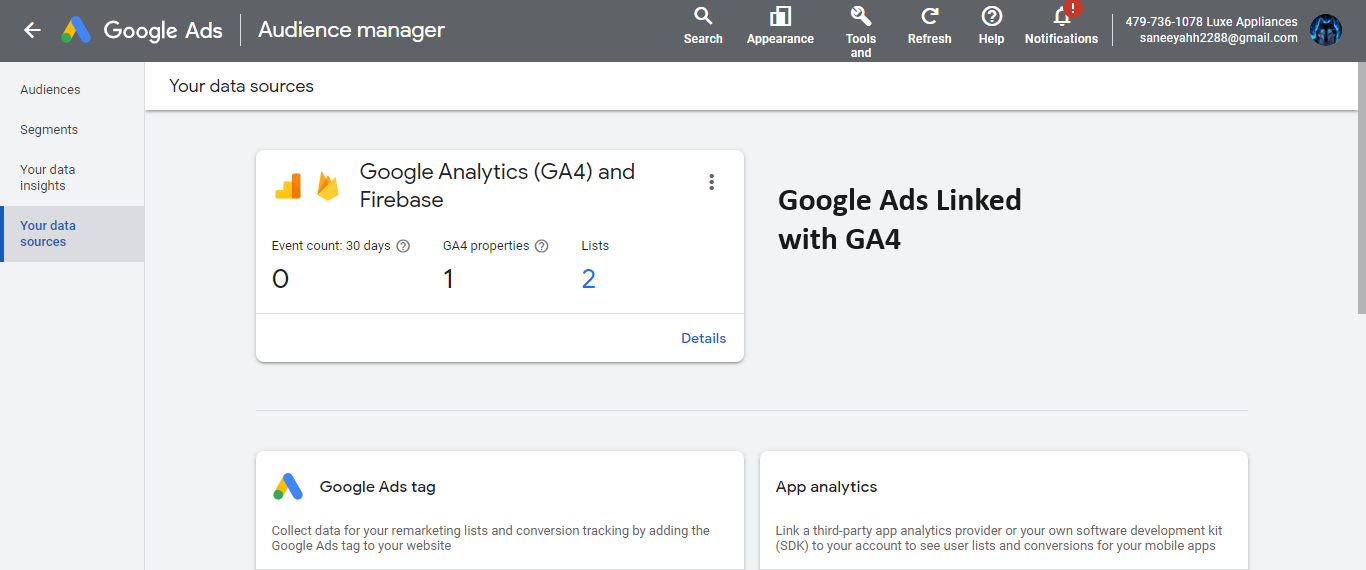 Google Ads
Audience manager
Search
Appearance
Tools
and
Refresh
Help
!
Notifications
479-736-1078 Luxe Appliances
saneeyahh2288@gmail.com
Audiences
Segments
Your data
insights
Your data
sources
Your data sources
Google Analytics (GA4) and
Firebase
Event count: 30 days ?
GA4 properties ?
Lists
0
1
2
Details
Google Ads Linked
with GA4
Google Ads tag
Collect data for your remarketing lists and conversion tracking by adding the
Google Ads tag to your website
App analytics
Link a third-party app analytics provider or your own software development kit
(SDK) to your account to see user lists and conversions for your mobile apps